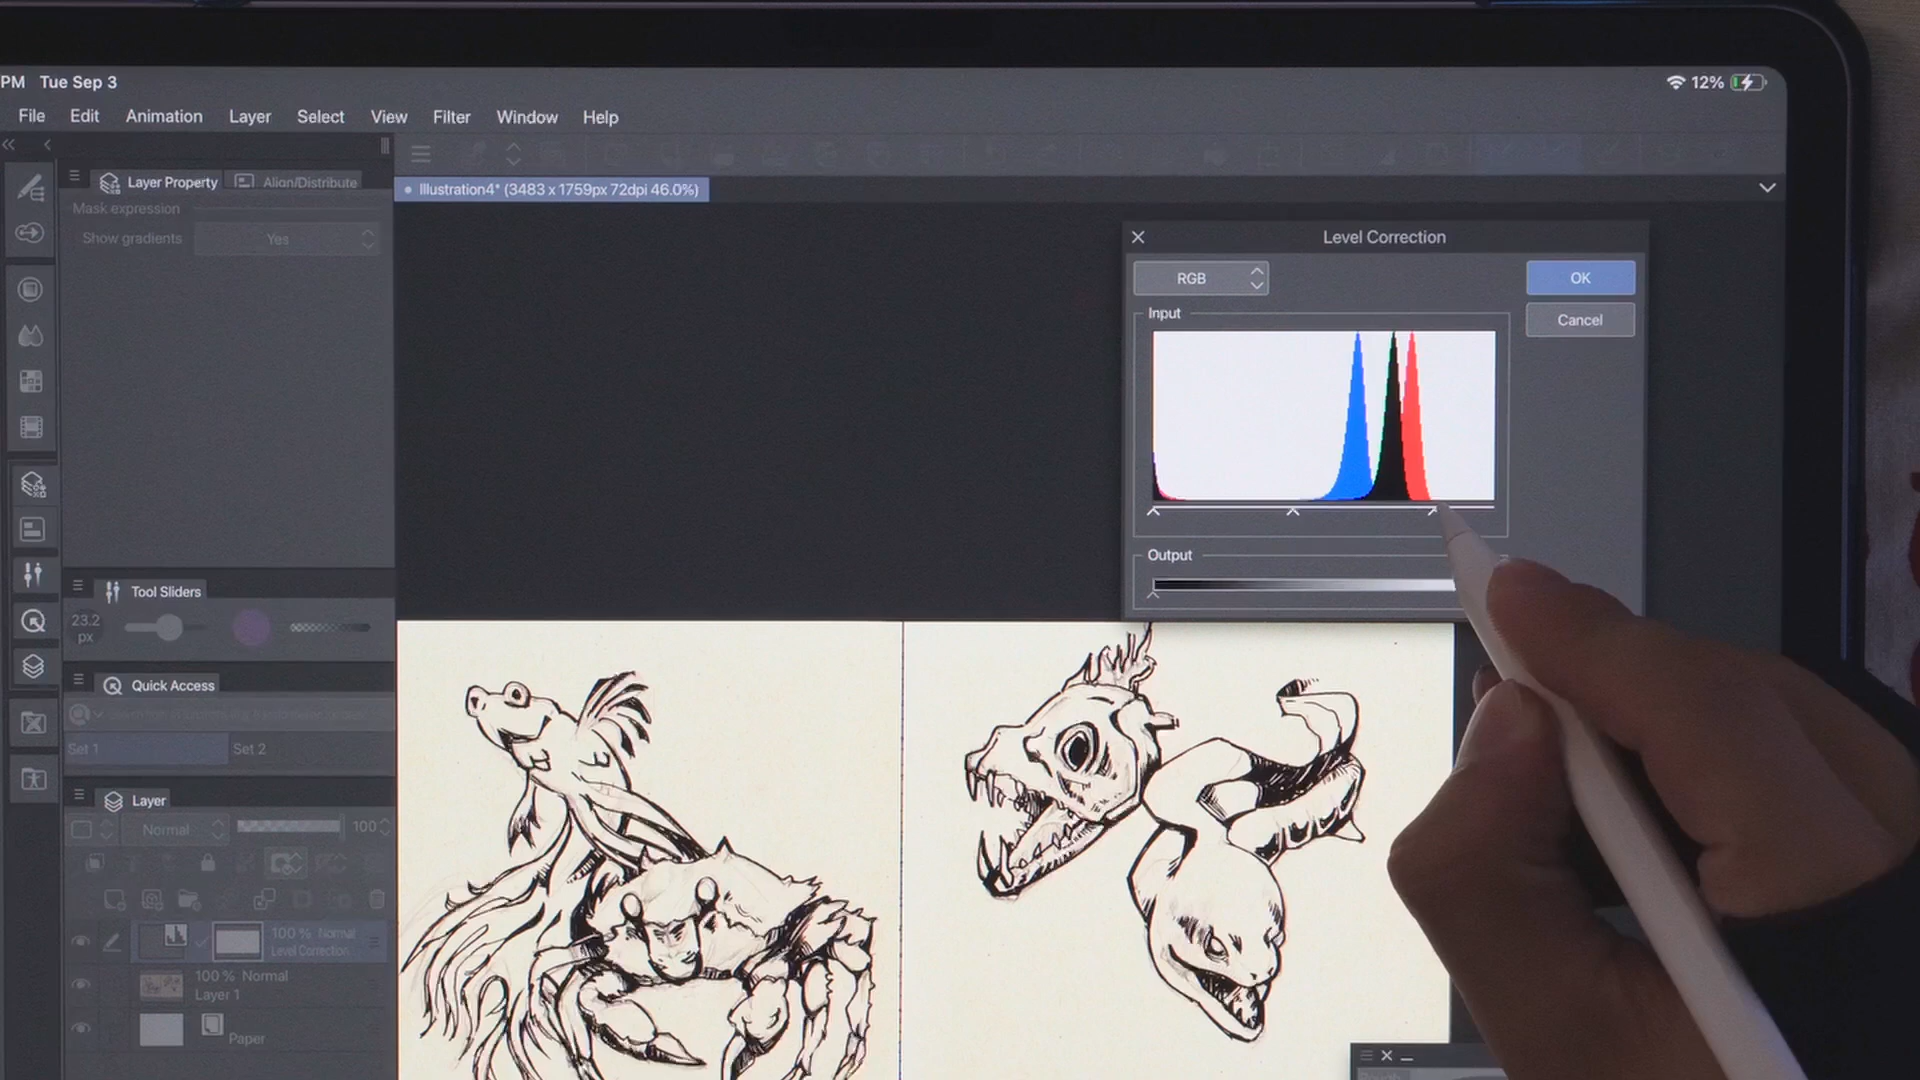 PM Tue Sep 3
12%
File Edit Animation Layer Select View Filter Window Help
Layer Property Align/Distribute
Illustration4* (3483 x 1759px 72dpi 46.0%)
Mask expression
Show gradients Yes
Level Correction
RGB
OK
Input
Cancel
Output
Tool Sliders
23.2
px
Quick Access
Set 1 Set 2
Layer
Normal 100
100 % Normal
Level Correction
100 % Normal
Layer 1
Paper